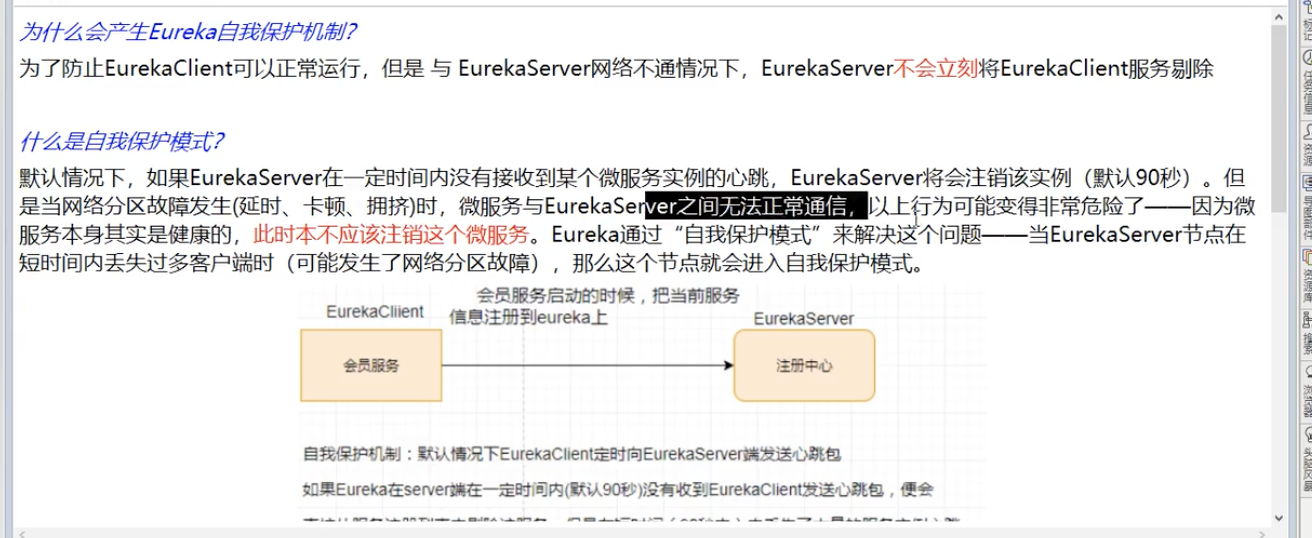 为什么会产生Eureka自我保护机制?
为了防止EurekaClient可以正常运行，但是 与 EurekaServer网络不通情况下，EurekaServer不会立刻将EurekaClient服务剔除
什么是自我保护模式?
默认情况下，如果EurekaServer在一定时间内没有接收到某个微服务实例的心跳，EurekaServer将会注销该实例（默认90秒）。但
是当网络分区故障发生(延时、卡顿、拥挤)时，微服务与EurekaServer之间无法正常通信，以上行为可能变得非常危险了——因为微
服务本身其实是健康的，此时本不应该注销这个微服务。Eureka通过“自我保护模式”来解决这个问题——当EurekaServer节点在
短时间内丢失过多客户端时（可能发生了网络分区故障），那么这个节点就会进入自我保护模式。
会员服务启动的时候，把当前服务
信息注册到eureka上
EurekaCliient
EurekaServer
会员服务
注册中心
自我保护机制：默认情况下EurekaClient定时向EurekaServer端发送心跳包
如果Eureka在server端在一定时间内(默认90秒)没有收到EurekaClient发送心跳包，便会